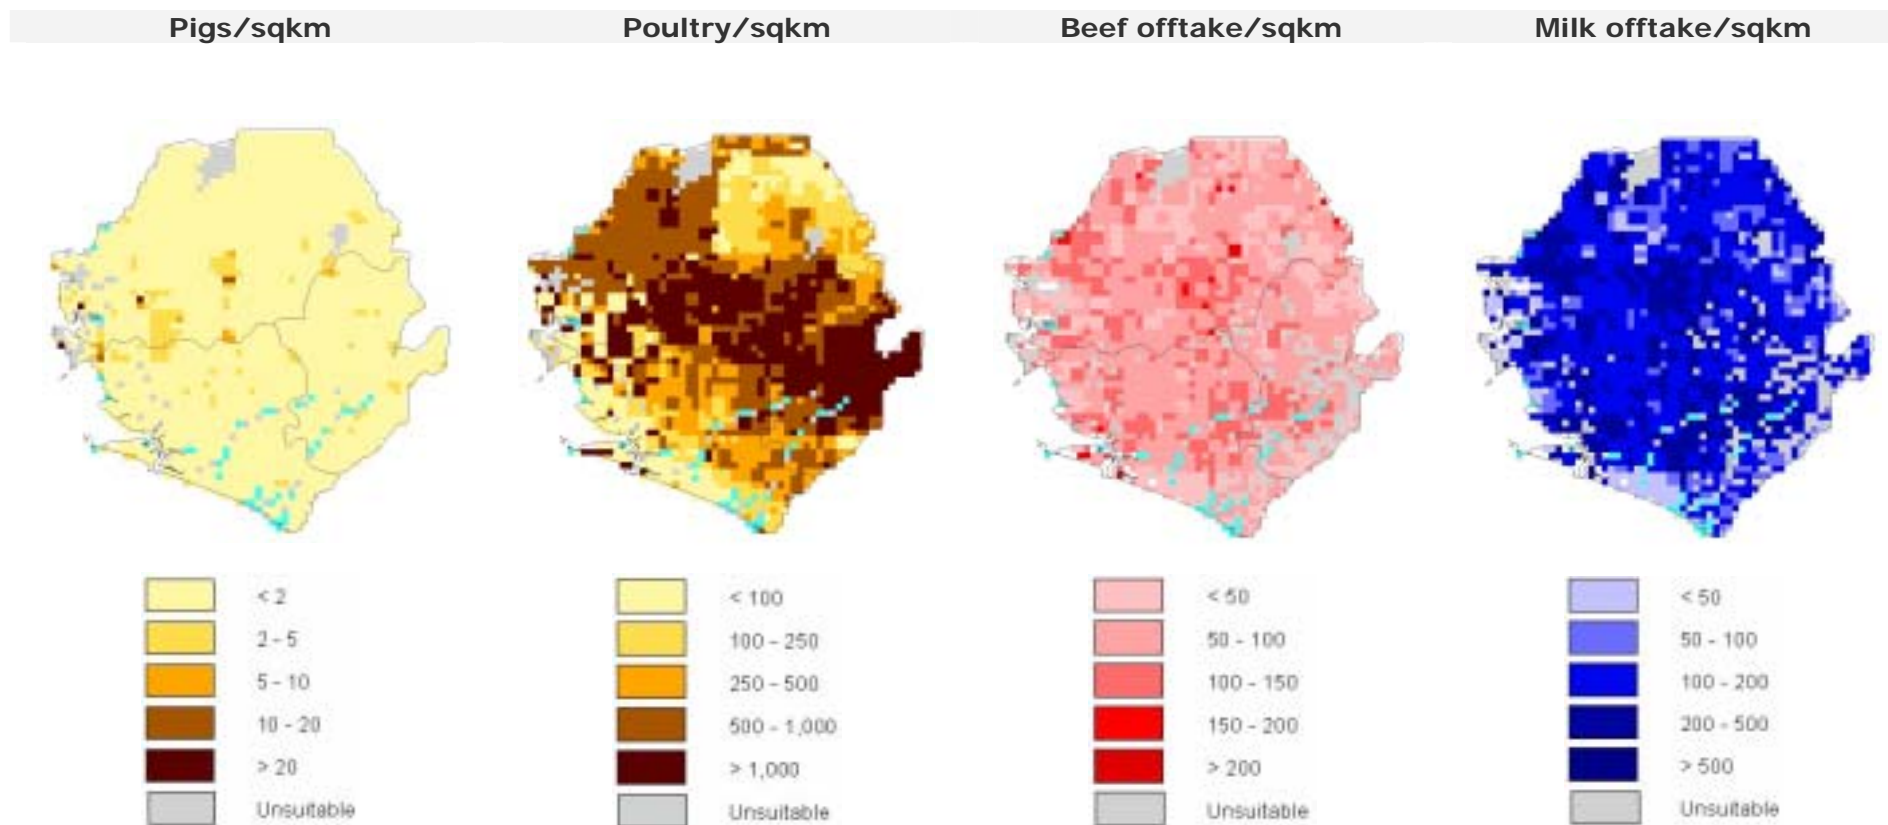 Pigs/sqkm Poultry/sqkm Beef offtake/sqkm Milk offtake/sqkm
< 2
2 - 5
5 - 10
10 - 20
> 20
Unsuitable
< 100
100 - 250
250 - 500
500 - 1,000
> 1,000
Unsuitable
< 50
50 - 100
100 - 150
150 - 200
> 200
Unsuitable
< 50
50 - 100
100 - 200
200 - 500
> 500
Unsuitable